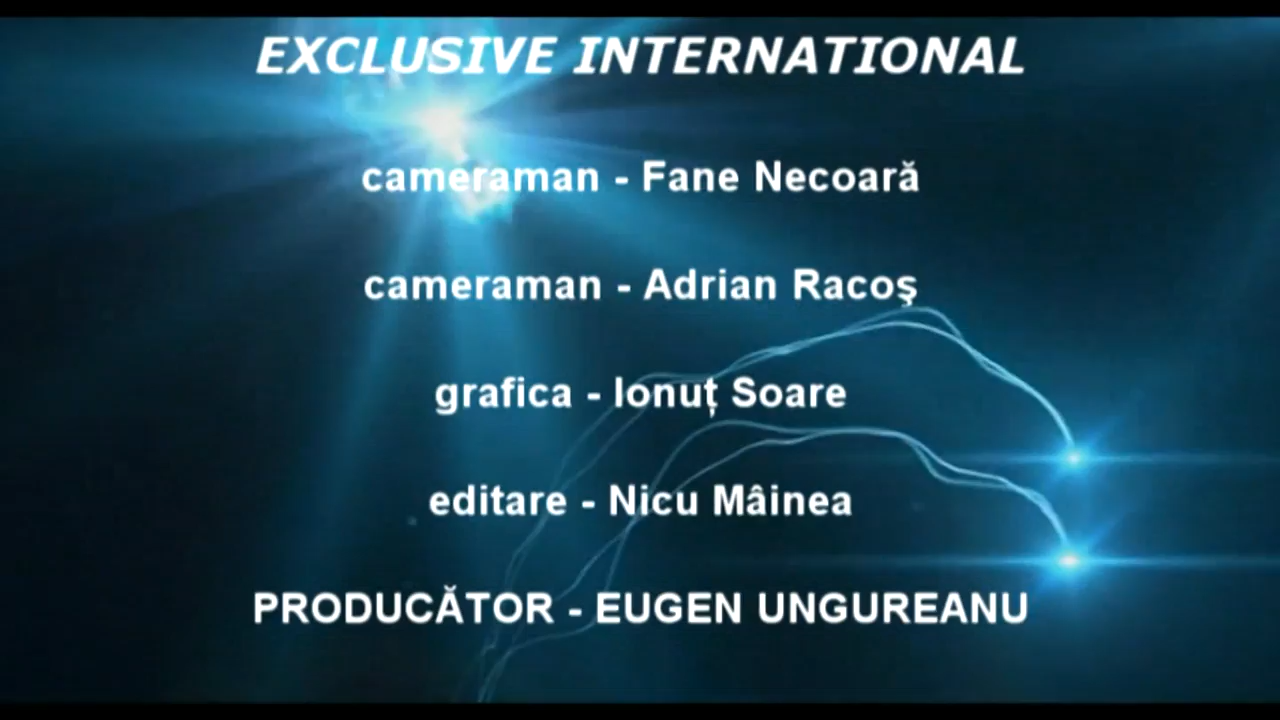 EXCLUSIVE INTERNATIONAL
cameraman - Fane Necoară
cameraman - Adrian Racoş
grafica - Ionuț Soare
editare - Nicu Mâinea
PRODUCĂTOR - EUGEN UNGUREANU